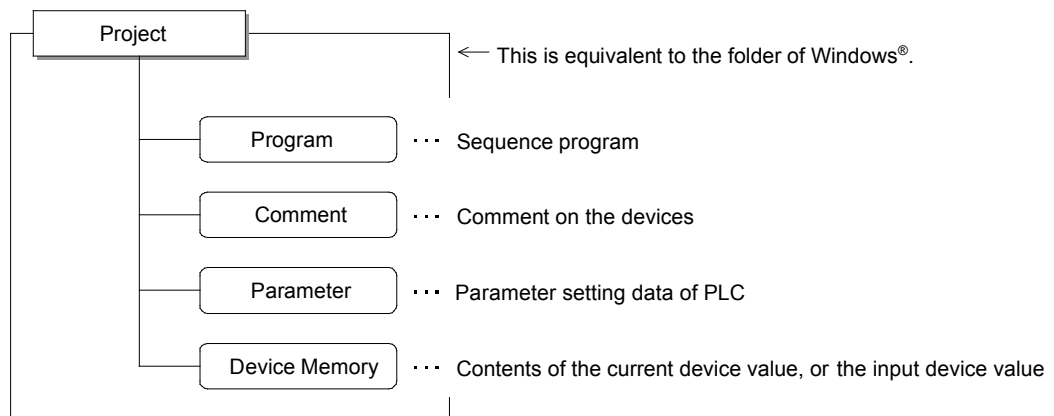 Project
← This is equivalent to the folder of Windows®.
Program ··· Sequence program
Comment ··· Comment on the devices
Parameter ··· Parameter setting data of PLC
Device Memory ··· Contents of the current device value, or the input device value